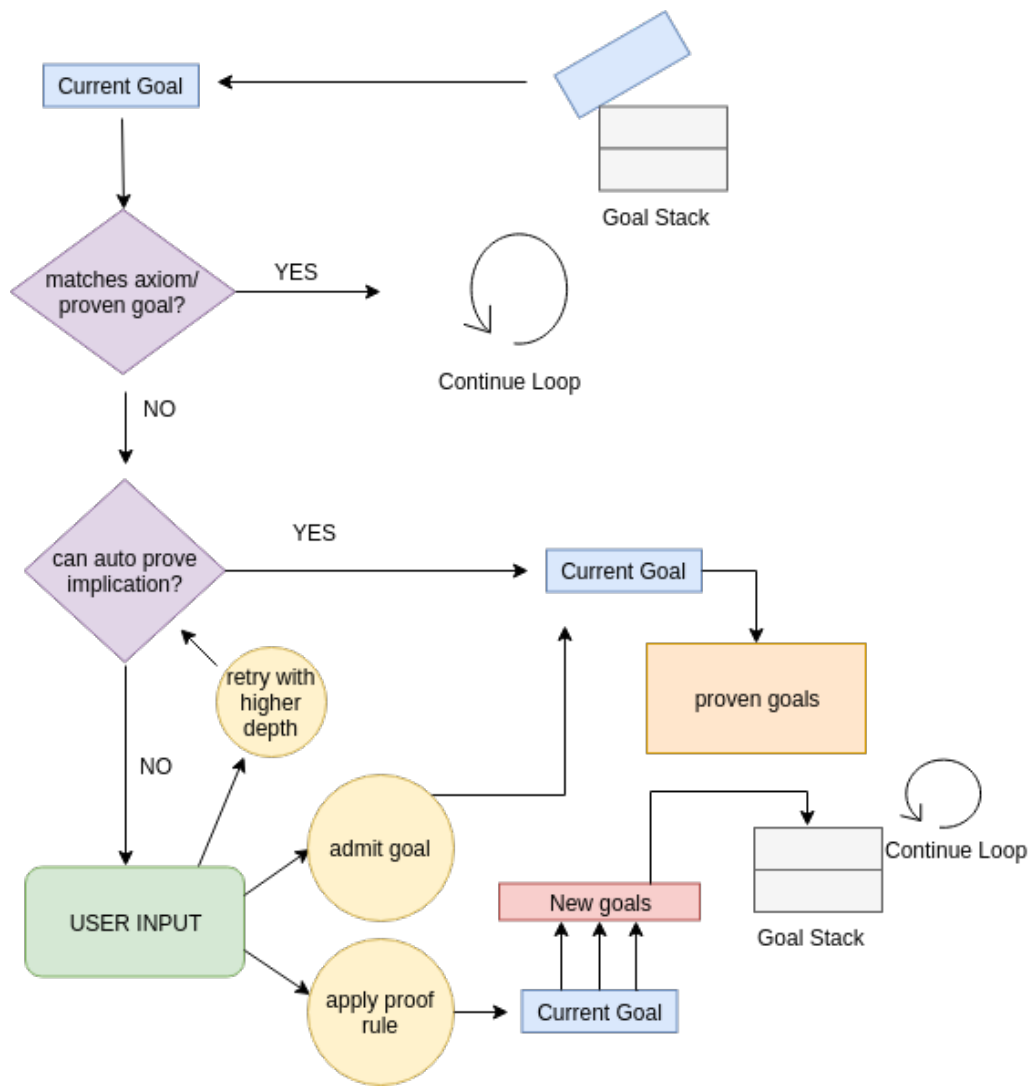 Current Goal
Goal Stack
matches axiom/
proven goal?
YES
Continue Loop
NO
can auto prove
implication?
YES
Current Goal
retry with
higher
depth
proven goals
NO
admit goal
Continue Loop
USER INPUT
New goals
Goal Stack
apply proof
rule
Current Goal